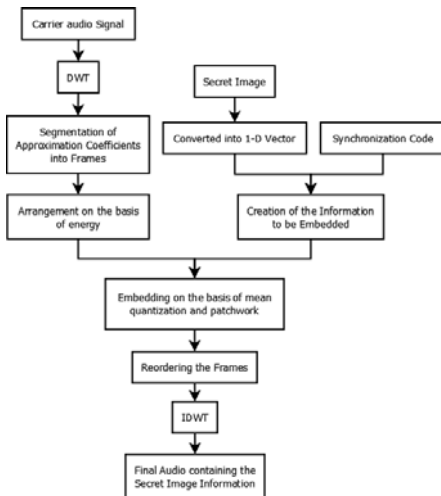 Carrier audio Signal
DWT
Secret Image
Segmentation of
Approximation Coefficients
into Frames
Converted into 1-D Vector
Synchronization Code
Arrangement on the basis
of energy
Creation of the Information
to be Embedded
Embedding on the basis of mean
quantization and patchwork
Reordering the Frames
IDWT
Final Audio containing the
Secret Image Information